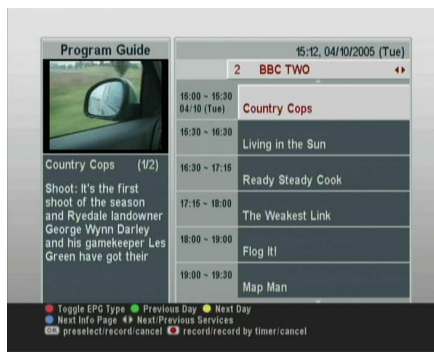 Program Guide
15:12, 04/10/2005 (Tue)
2 BBC TWO
15:00 ~ 15:30
04/10 (Tue)
Country Cops
15:30 ~ 16:30
Living in the Sun
Country Cops (1/2)
16:30 ~ 17:15
Ready Steady Cook
Shoot: It's the first
shoot of the season
and Ryedale landowner
George Wynn Darley
and his gamekeeper Les
Green have got their
17:15 ~ 18:00
The Weakest Link
18:00 ~ 19:00
Flog It!
19:00 ~ 19:30
Map Man
Toggle EPG Type Previous Day Next Day
Next Info Page Next/Previous Services
OK preselect/record/cancel record/record by timer/cancel